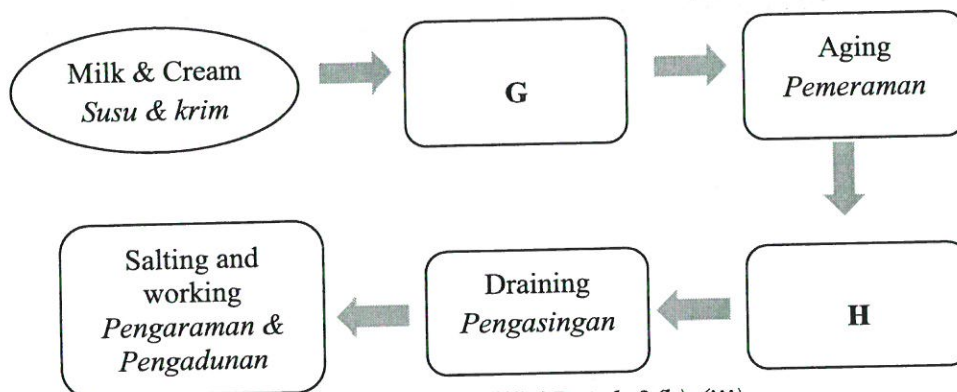 Milk & Cream
Susu & krim
G
Aging
Pemeraman
Salting and
working
Pengaraman &
Pengadunan
Draining
Pengasingan
H